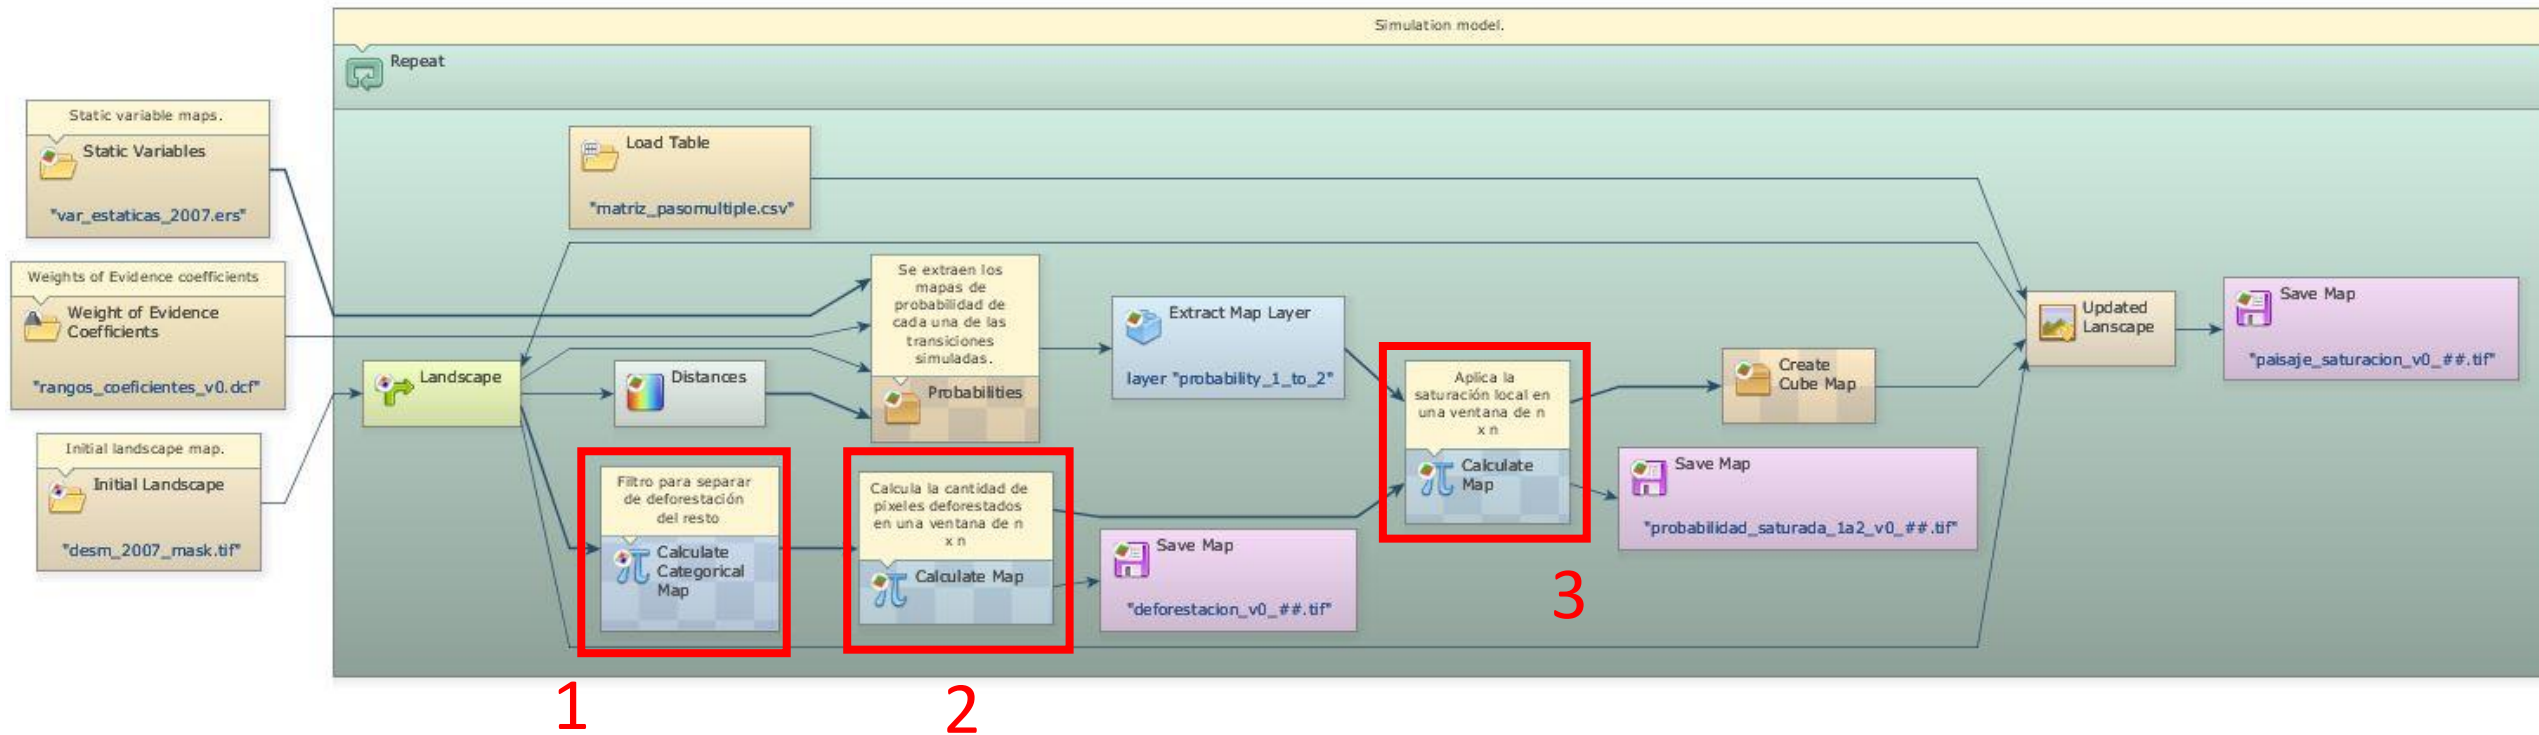 Simulation model.
Repeat
Static variable maps.
Static Variables
"var_estaticas_2007.ers"
Load Table
"matriz_pasomultiple.csv"
Weights of Evidence coefficients
Weight of Evidence
Coefficients
"rangos_coeficientes_v0.dcf"
Initial landscape map.
Initial Landscape
"desm_2007_mask.tif"
Landscape
Distances
Se extraen los
mapas de
probabilidad de
cada una de las
transiciones
simuladas.
Probabilities
Extract Map Layer
layer "probability_1_to_2"
Filtro para separar
de deforestación
del resto
Calculate
Categorical
Map
1
Calcula la cantidad de
pixeles deforestados
en una ventana de n
x n
Calculate Map
2
Save Map
"deforestacion_v0_##.tif"
Aplica la
saturación local en
una ventana de n
x n
Calculate
Map
3
Create
Cube Map
Save Map
"probabilidad_saturada_1a2_v0_##.tif"
Updated
Lanscape
Save Map
"paisaje_saturacion_v0_##.tif"